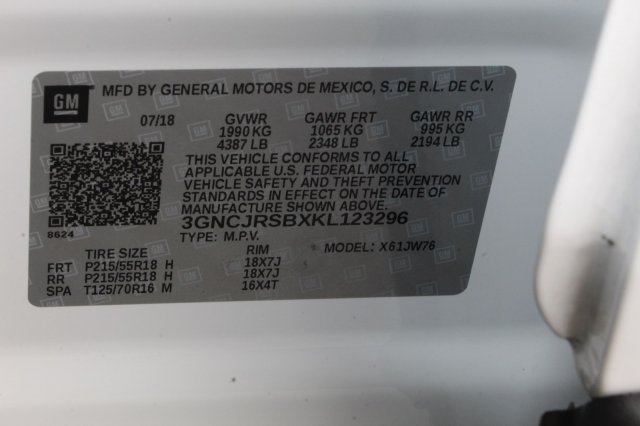 GM
MFD BY GENERAL MOTORS DE MEXICO, S. DE R.L. DE C.V.
07/18 GVWR GAWR FRT GAWR RR
1990 KG 1065 KG 995 KG
4387 LB 2348 LB 2194 LB
THIS VEHICLE CONFORMS TO ALL
APPLICABLE U.S. FEDERAL MOTOR
VEHICLE SAFETY AND THEFT PREVENTION
STANDARDS IN EFFECT ON THE DATE OF
MANUFACTURE SHOWN ABOVE.
8624 3GNCJRSBXKL123296
TYPE: M.P.V. MODEL: X61JW76
TIRE SIZE RIM
FRT P215/55R18 H 18X7J
RR P215/55R18 H 18X7J
SPA T125/70R16 M 16X4T